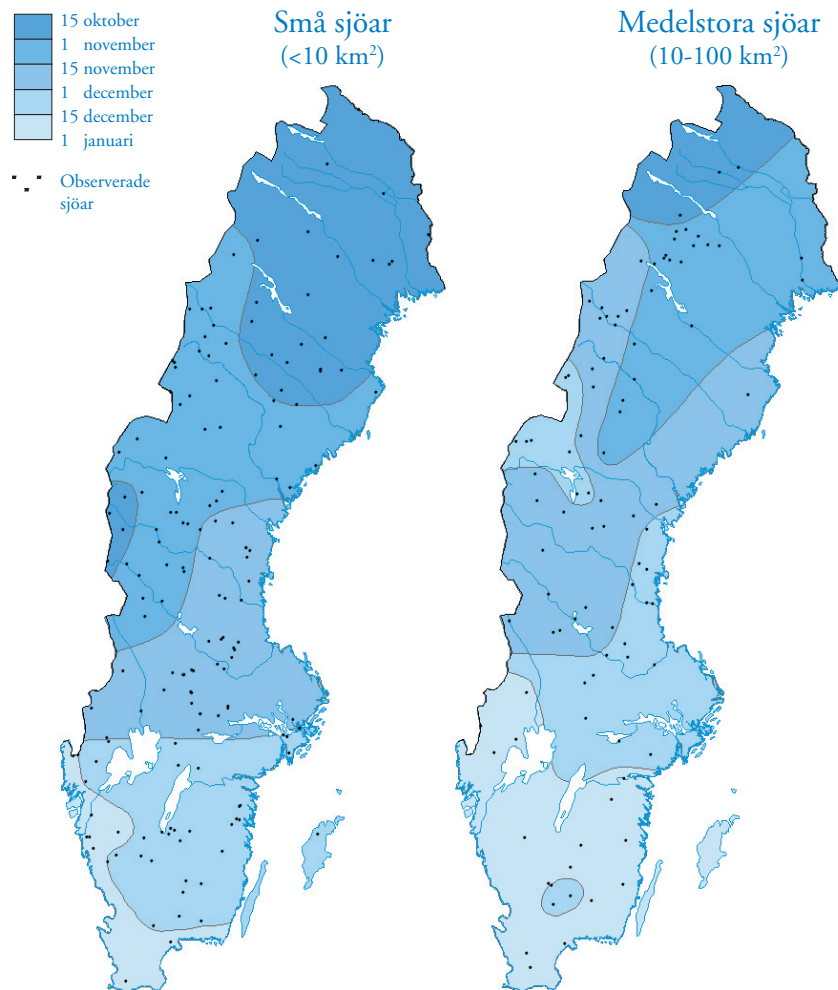 15 oktober
1 november
15 november
1 december
15 december
1 januari
Observerade
sjöar
Små sjöar
(<10 km²)
Medelstora sjöar
(10-100 km²)